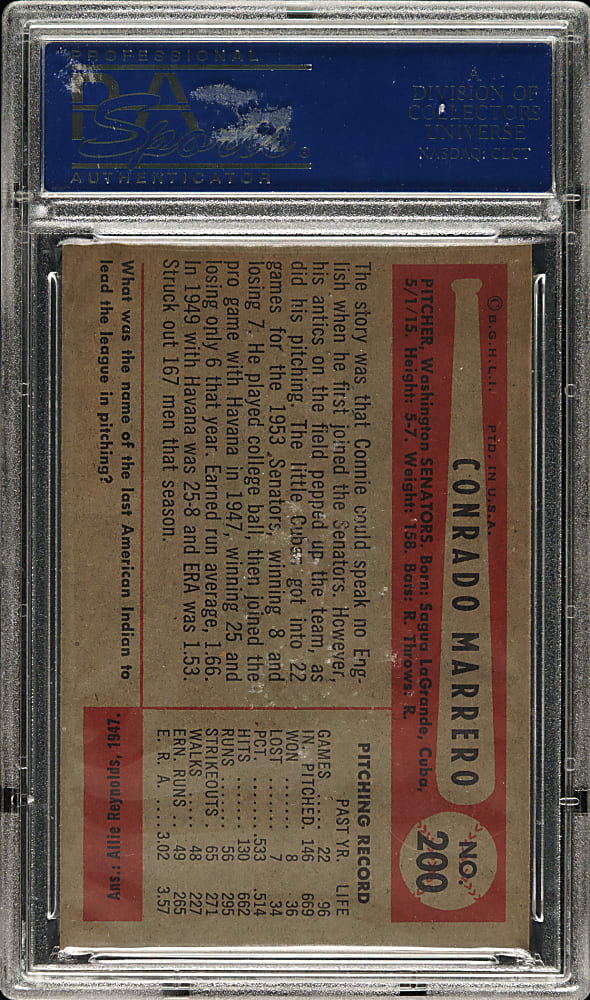 PROFESSIONAL
PSA
Sports
AUTHENTICATOR
A
DIVISION OF
COLLECTORS
UNIVERSE
NASDAQ: CLCT
© B.G.H.L.I. PTD. IN U.S.A.
CONRADO MARRERO
NO. 200
PITCHER, Washington SENATORS. Born: Sagua LaGrande, Cuba,
5/1/15. Height: 5-7. Weight: 158. Bats: R. Throws: R.
The story was that Connie could speak no Eng-
lish when he first joined the Senators. However,
his antics on the field pepped up the team, as
did his pitching. The little Cuban got into 22
games for the 1953 Senators, winning 8 and
losing 7. He played college ball, then joined the
pro game with Havana in 1947, winning 25 and
losing only 6 that year. Earned run average, 1.66.
In 1949 with Havana was 25-8 and ERA was 1.53.
Struck out 167 men that season.
PITCHING RECORD
PAST YR. LIFE
GAMES .... 22 96
IN. PITCHED. 146 669
WON ....... 8 36
LOST ....... 7 34
PCT. ....... .533 .514
HITS ...... 130 662
RUNS ..... 56 295
STRIKEOUTS 65 271
WALKS .... 48 227
ERN. RUNS .. 49 265
E. R. A. .... 3.02 3.57
What was the name of the last American Indian to
lead the league in pitching?
Ans.: Allie Reynolds, 1947.